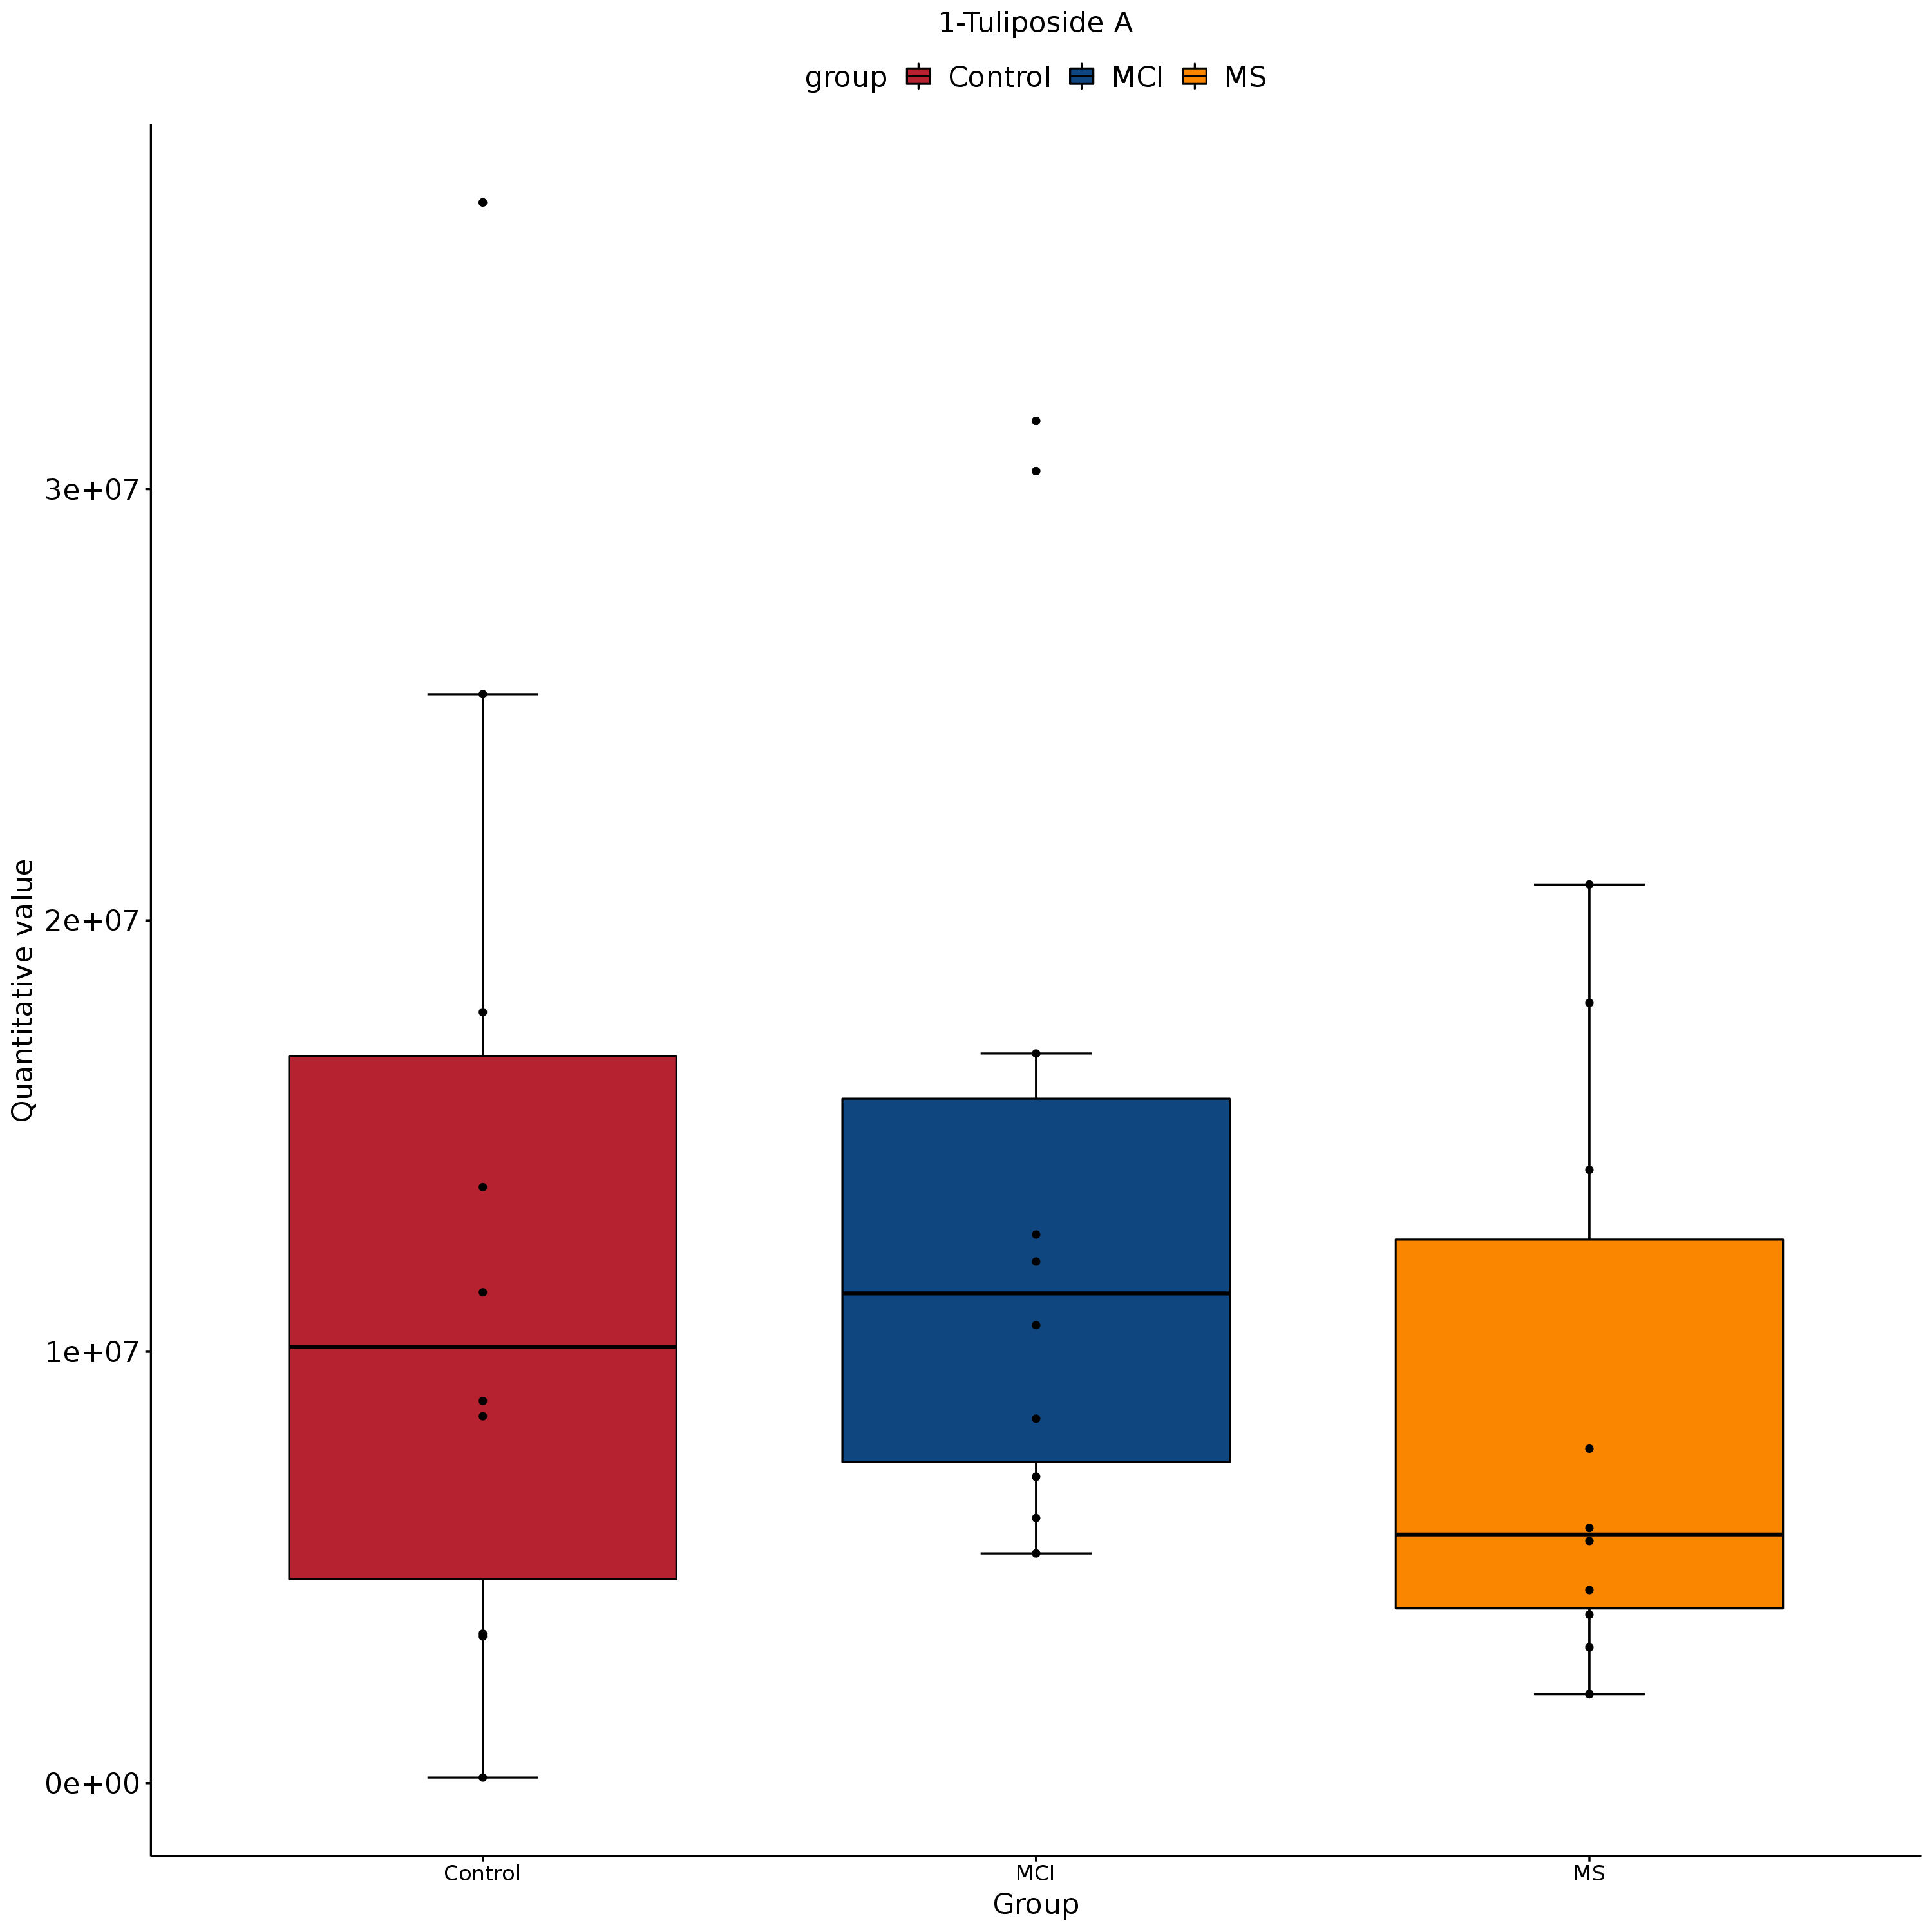 1-Tuliposide A
group Control MCI MS
Quantitative value
3e+07
2e+07
1e+07
0e+00
Control MCI MS
Group